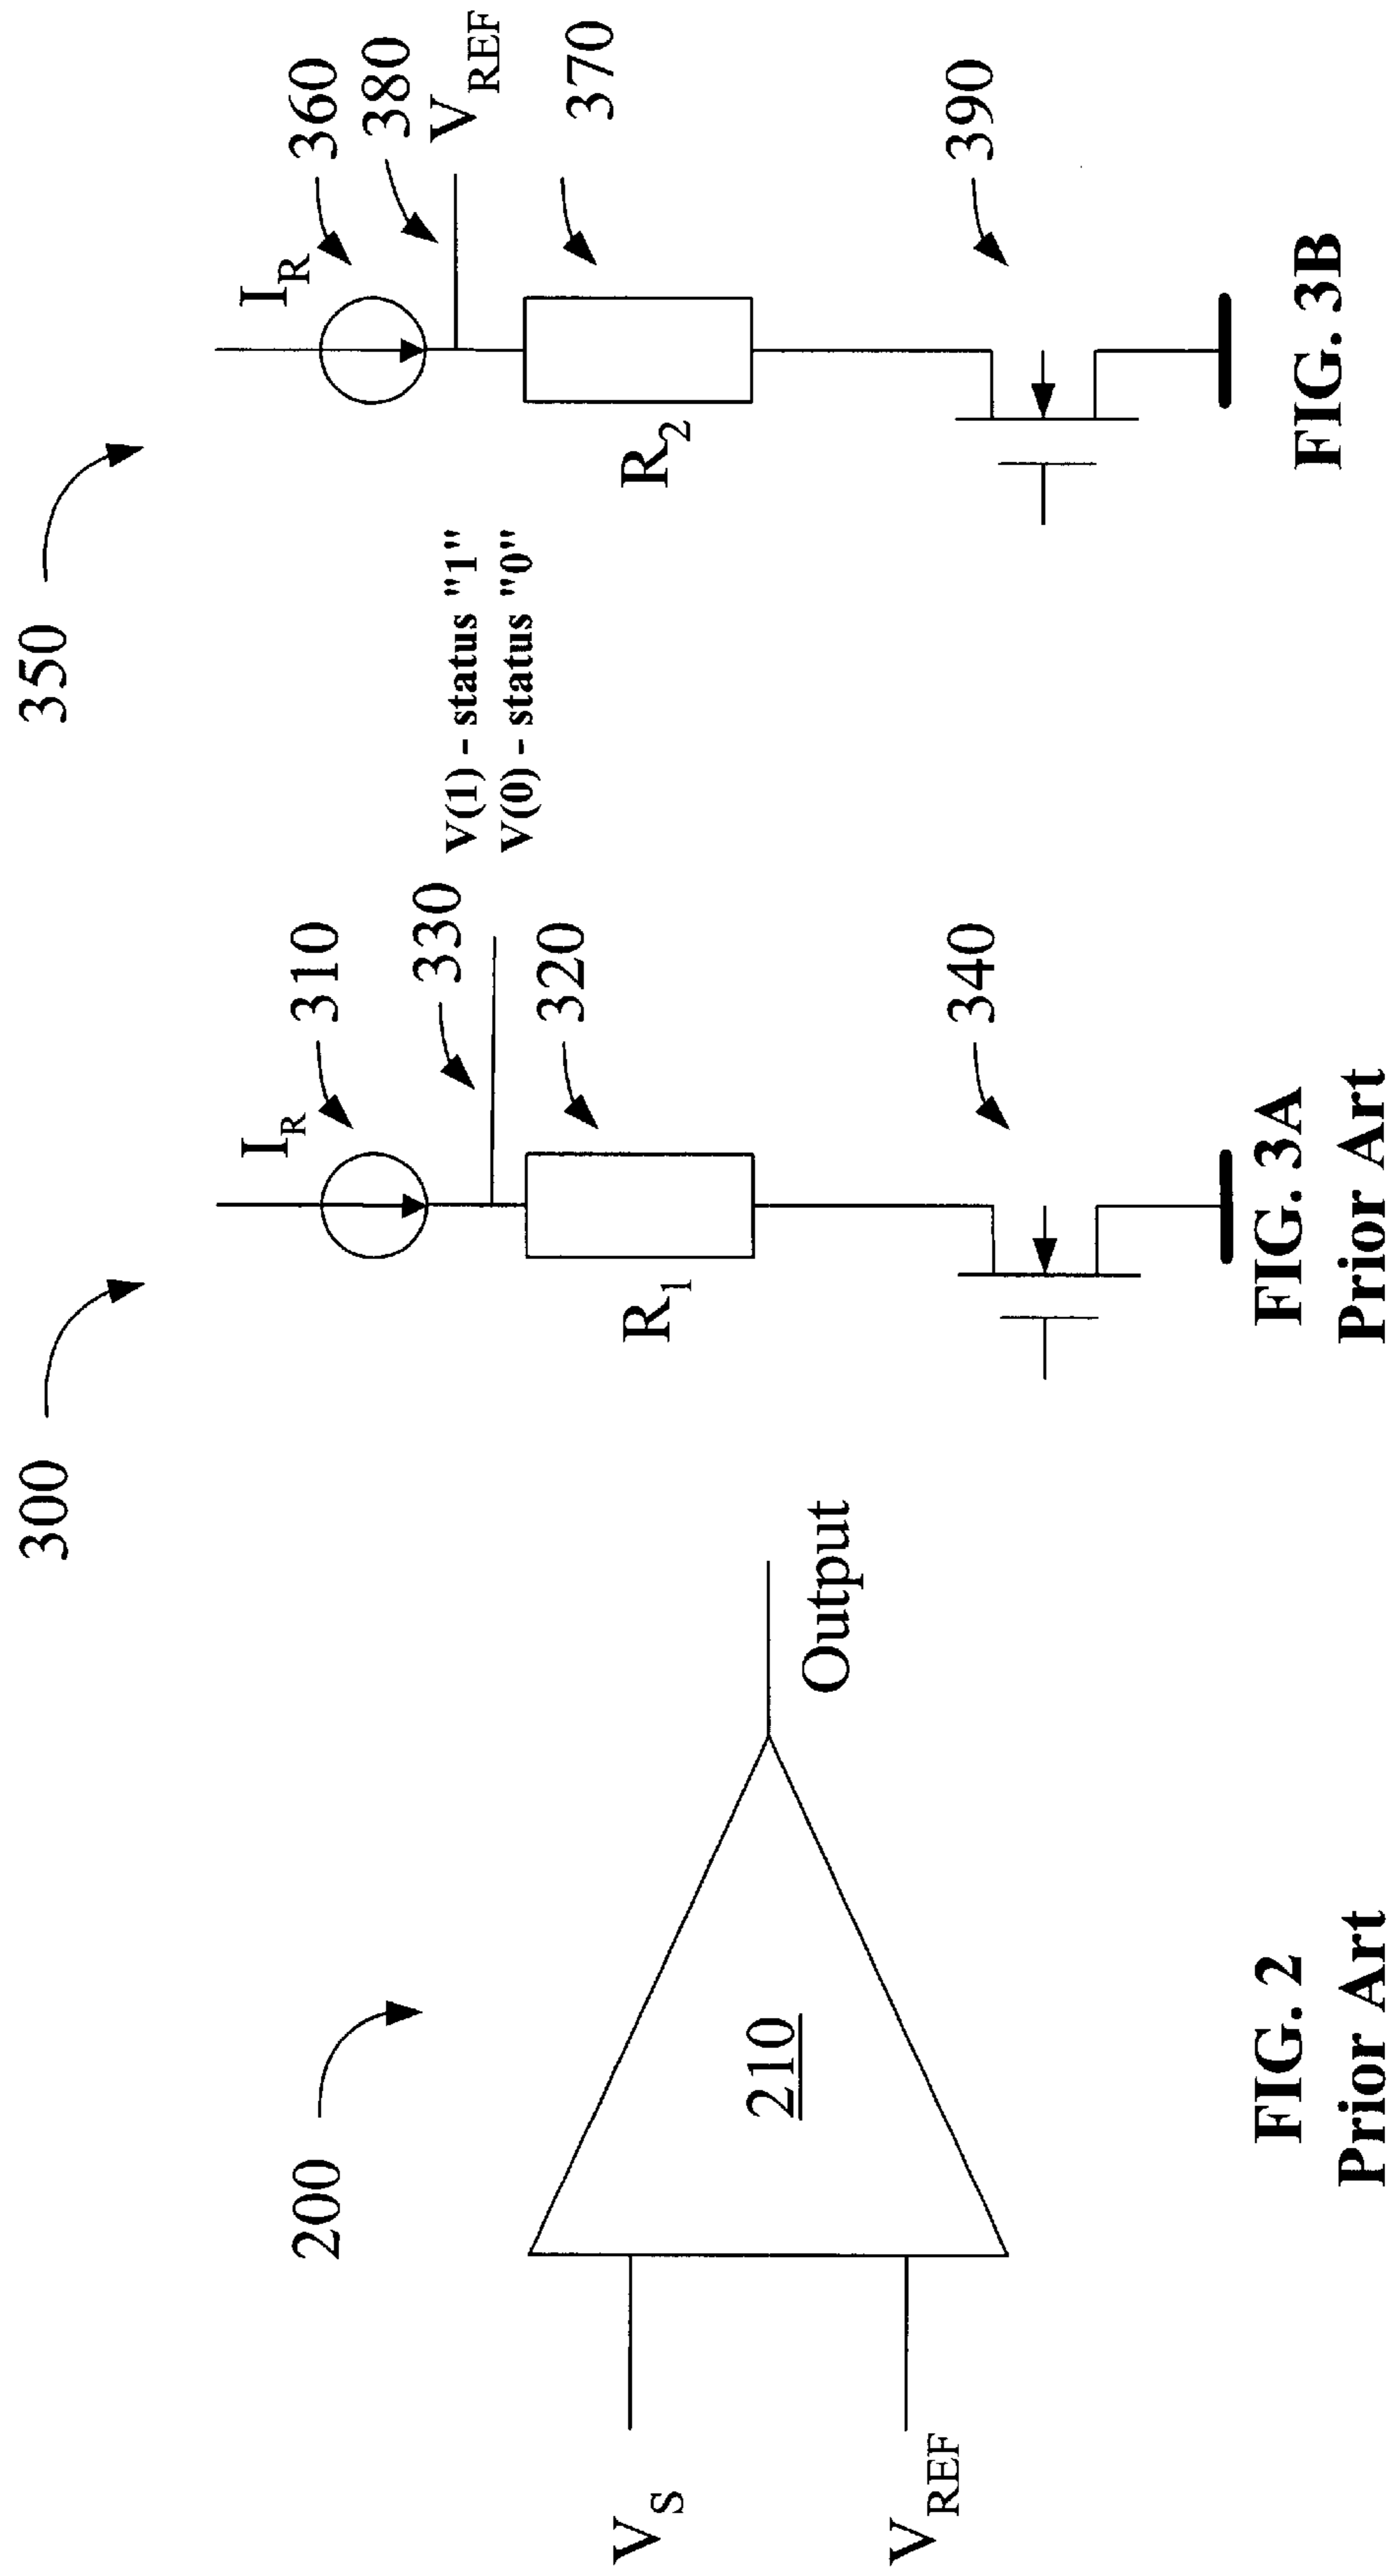 200
V_S
V_REF
210
Output
FIG. 2
Prior Art
300
I_R
310
330
V(1) - status "1"
V(0) - status "0"
320
R_1
340
FIG. 3A
Prior Art
350
I_R
360
380
V_REF
370
R_2
390
FIG. 3B